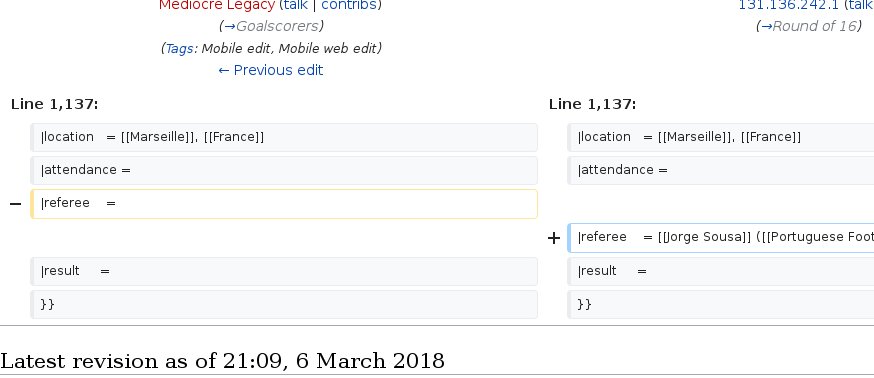 Mediocre Legacy (talk | contribs)
(→Goalscorers)
(Tags: Mobile edit, Mobile web edit)
← Previous edit
131.136.242.1 (talk
(→Round of 16)
Line 1,137:
Line 1,137:
|location = [[Marseille]], [[France]]
|location = [[Marseille]], [[France]]
|attendance =
|attendance =
− |referee =
+ |referee = [[Jorge Sousa]] ([[Portuguese Foot
|result =
|result =
}}
}}
Latest revision as of 21:09, 6 March 2018